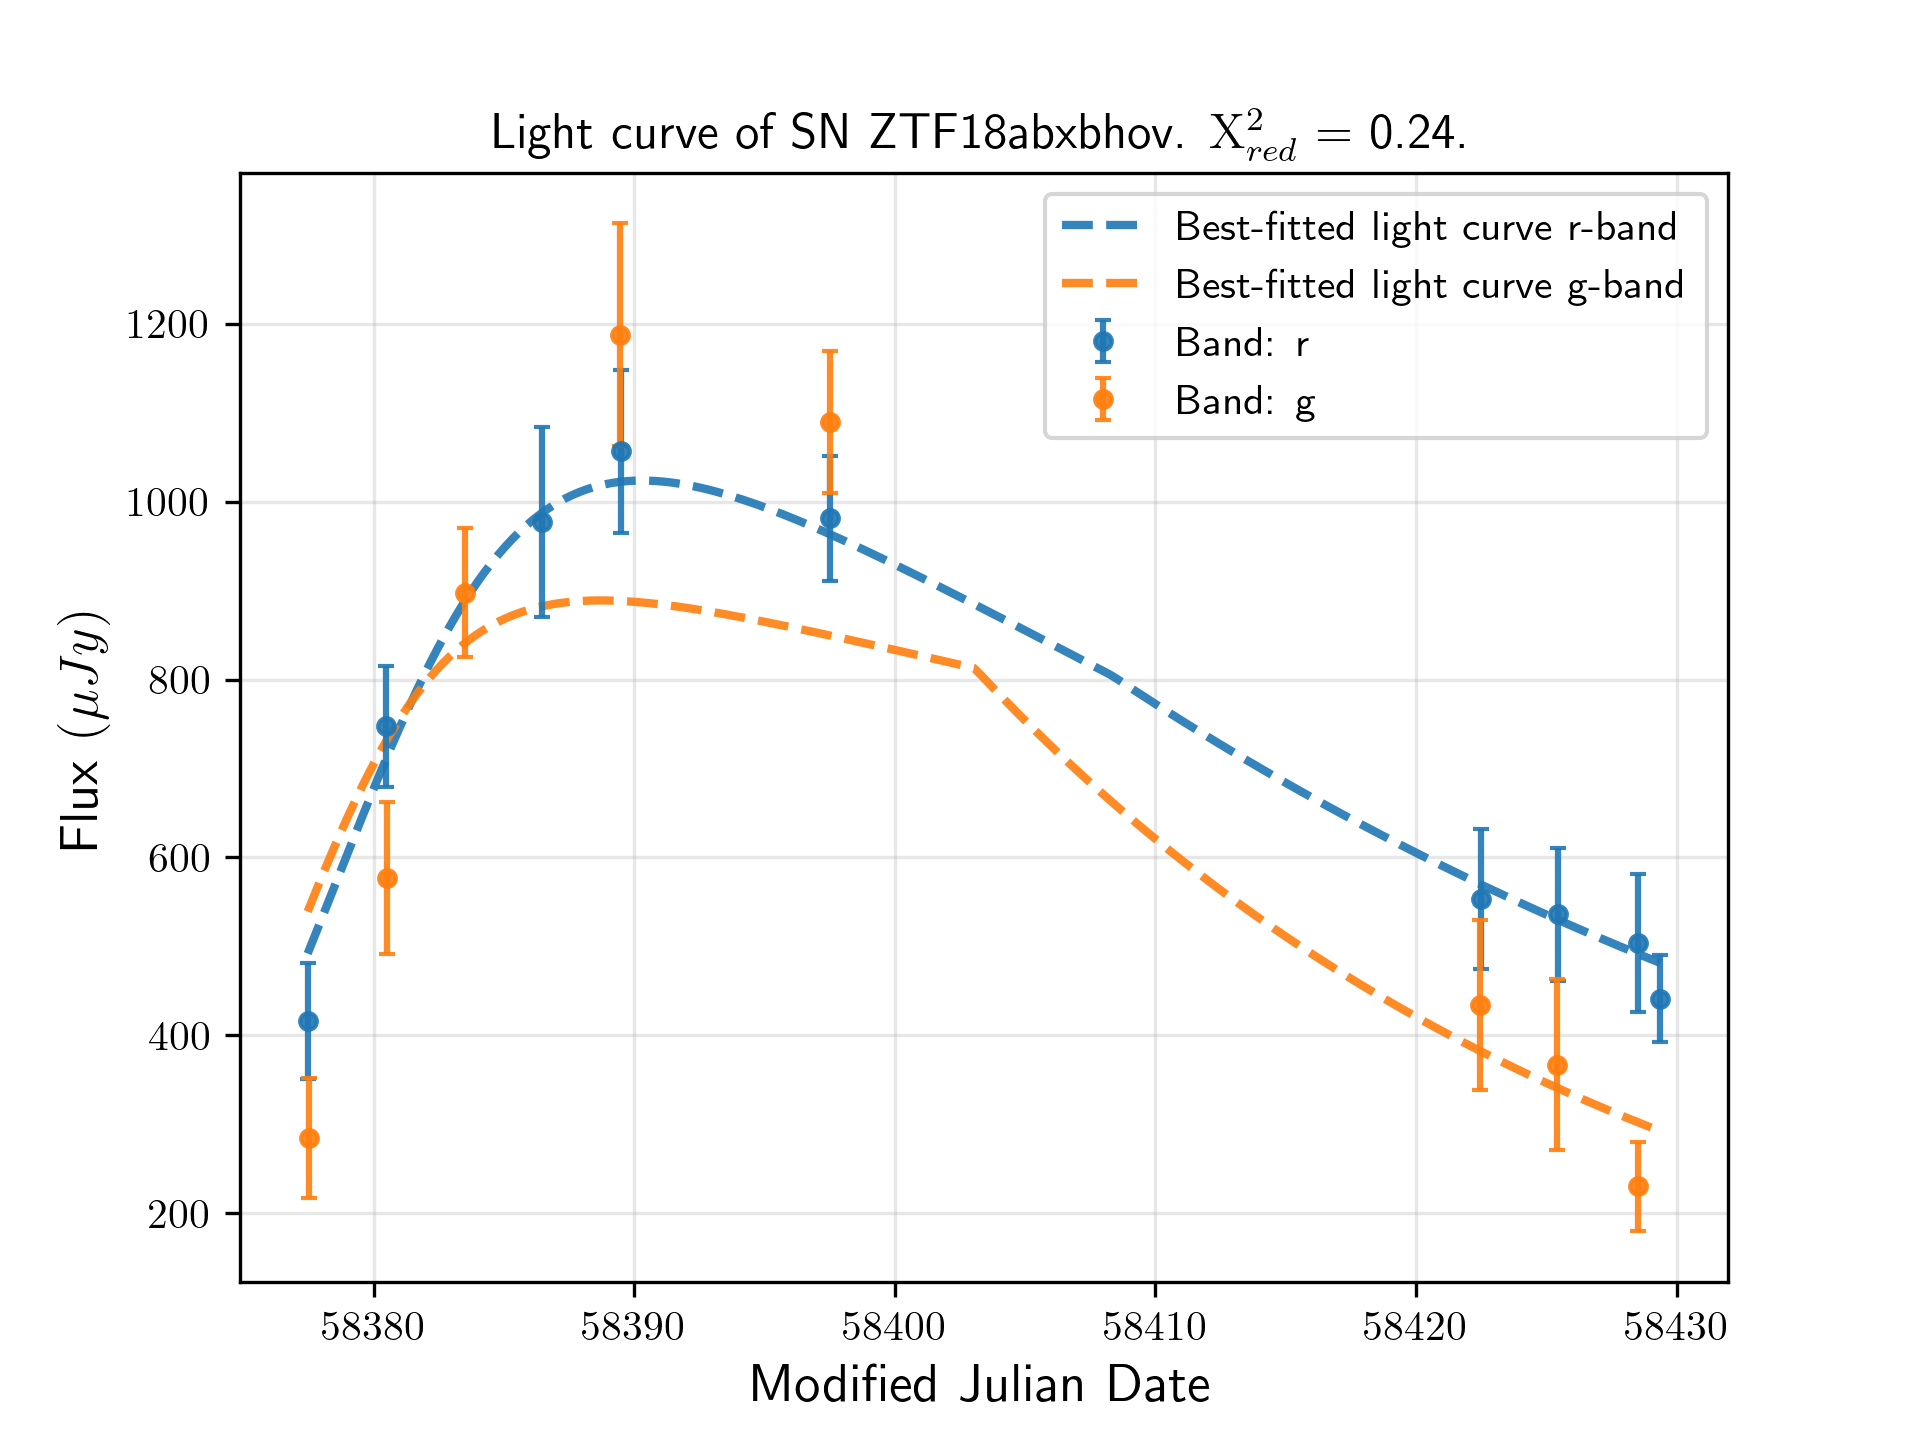 Light curve of SN ZTF18abxbhov. X²_red = 0.24.
Best-fitted light curve r-band
Best-fitted light curve g-band
Band: r
Band: g
1200
1000
800
600
400
200
Flux (μJy)
58380 58390 58400 58410 58420 58430
Modified Julian Date